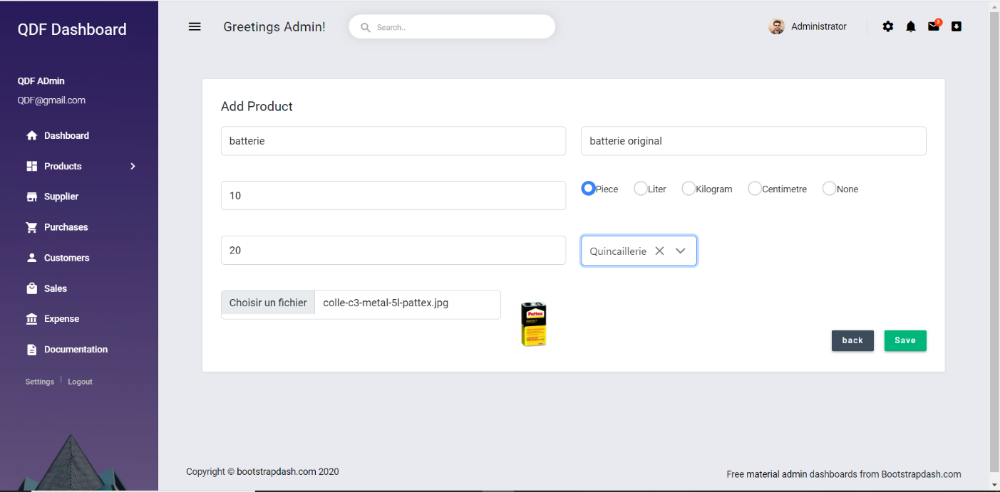 QDF Dashboard
Greetings Admin!
Search..
Administrator
3
QDF ADmin
QDF@gmail.com
Dashboard
Products
Supplier
Purchases
Customers
Sales
Expense
Documentation
Settings
Logout
Add Product
batterie
batterie original
10
Piece
Liter
Kilogram
Centimetre
None
20
Quincaillerie
Choisir un fichier
colle-c3-metal-5l-pattex.jpg
Pattex
back
Save
Copyright © bootstrapdash.com 2020
Free material admin dashboards from Bootstrapdash.com